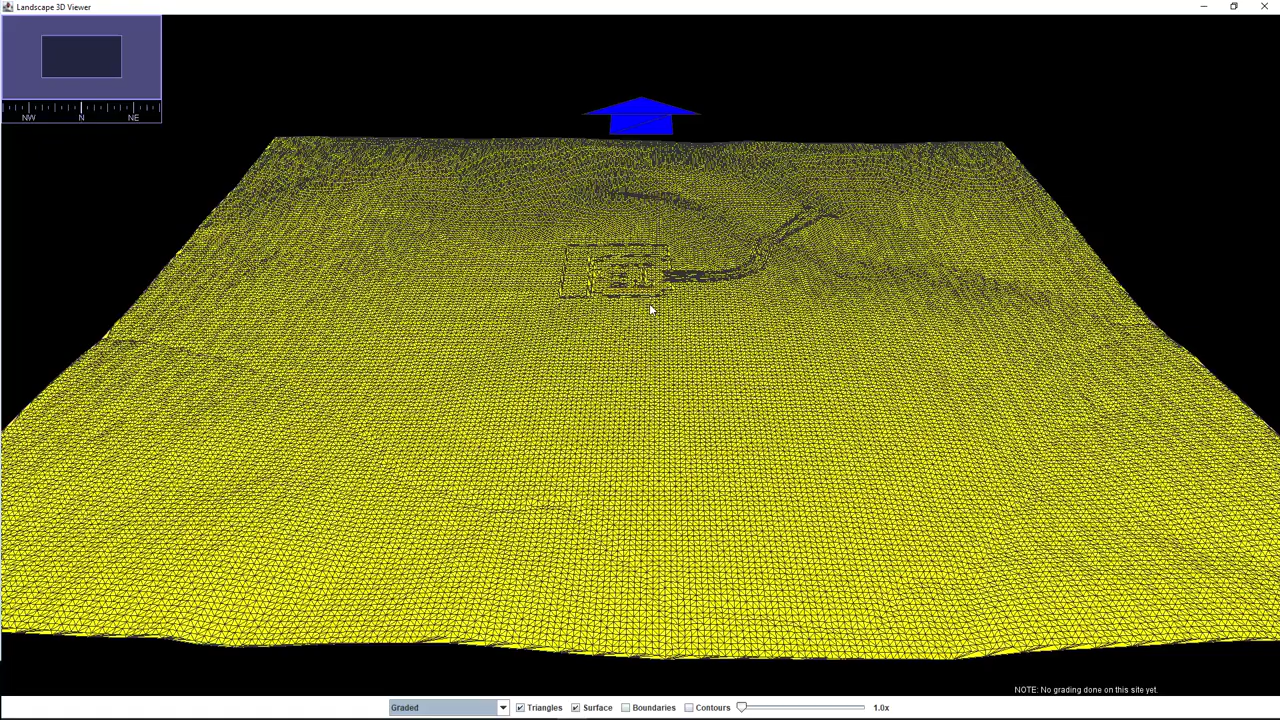 Landscape 3D Viewer
NW N NE
NOTE: No grading done on this site yet.
Graded Triangles Surface Boundaries Contours 1.0x